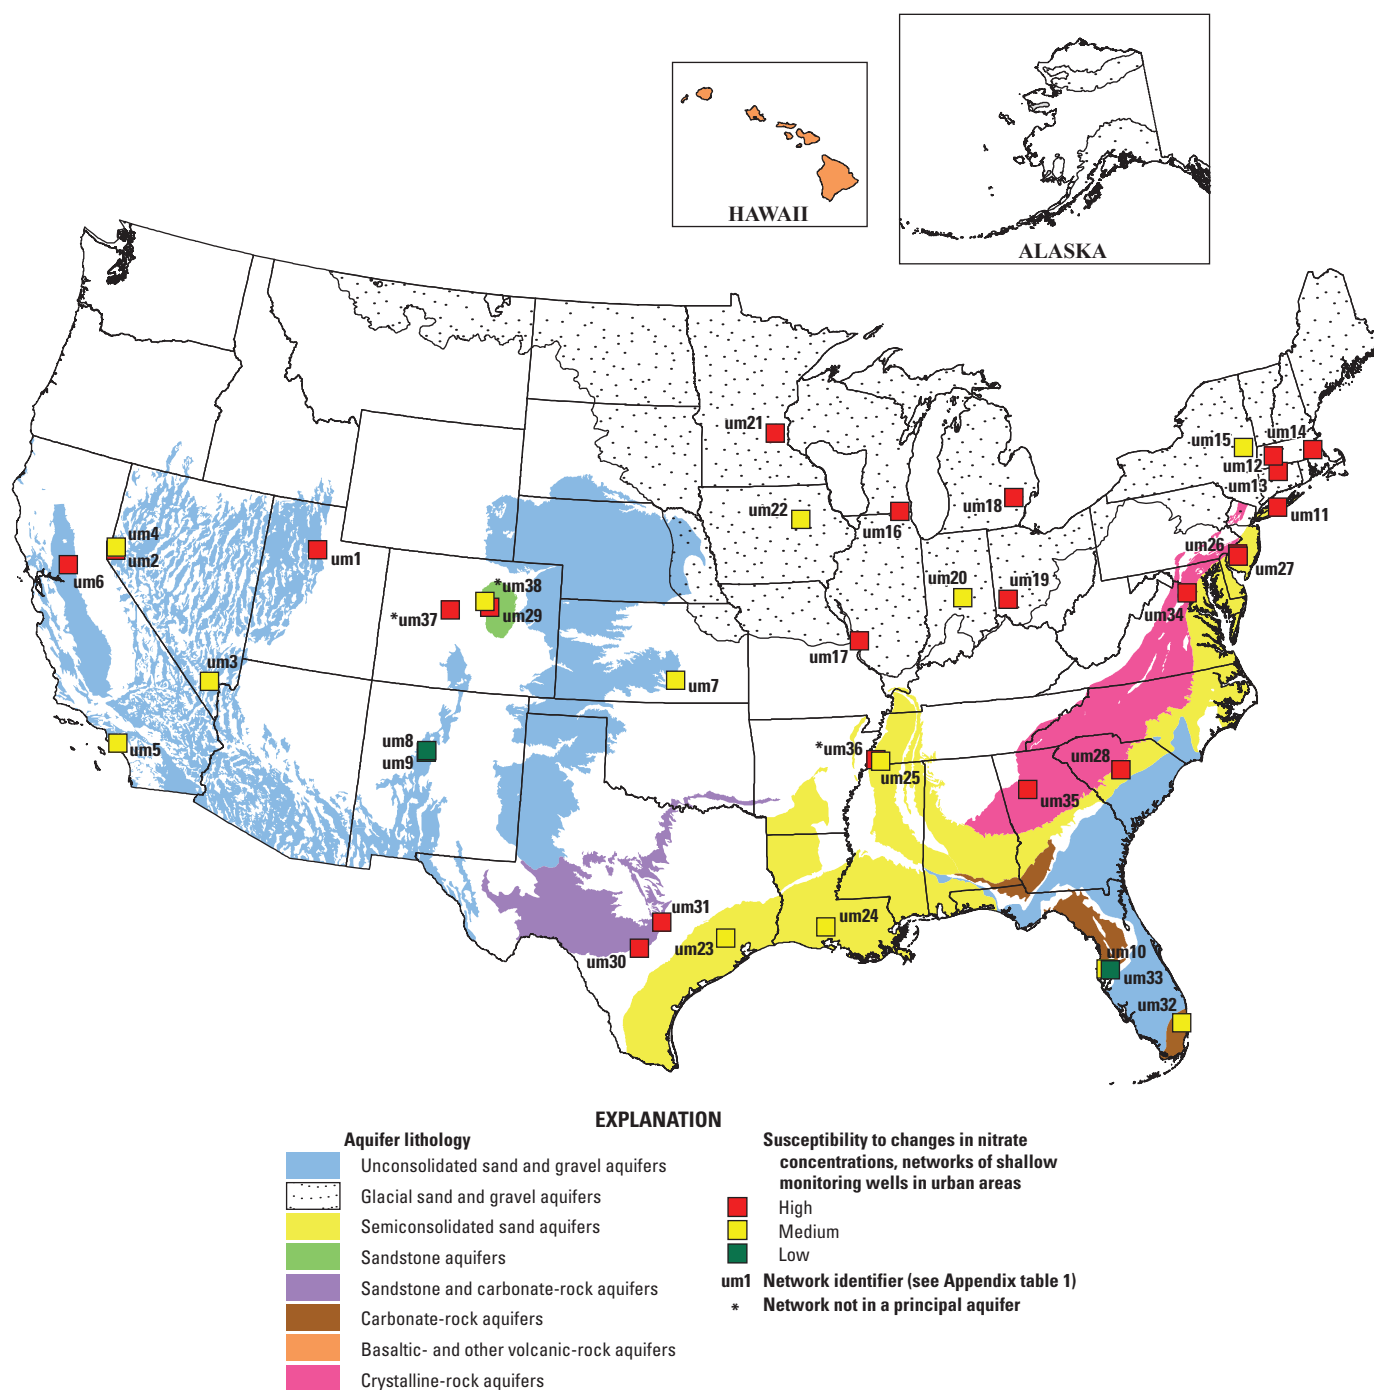 HAWAII
ALASKA
um21
um14
um15
um12
um13
um22
um18
um16
um11
um4
um2
um1
um6
um26
um27
um20
um19
*um38
um29
*um37
um34
um17
um3
um7
um8
um9
um5
*um36
um25
um28
um35
um31
um24
um23
um30
um10
um33
um32
EXPLANATION
Aquifer lithology
Unconsolidated sand and gravel aquifers
Glacial sand and gravel aquifers
Semiconsolidated sand aquifers
Sandstone aquifers
Sandstone and carbonate-rock aquifers
Carbonate-rock aquifers
Basaltic- and other volcanic-rock aquifers
Crystalline-rock aquifers
Susceptibility to changes in nitrate
concentrations, networks of shallow
monitoring wells in urban areas
High
Medium
Low
um1 Network identifier (see Appendix table 1)
* Network not in a principal aquifer